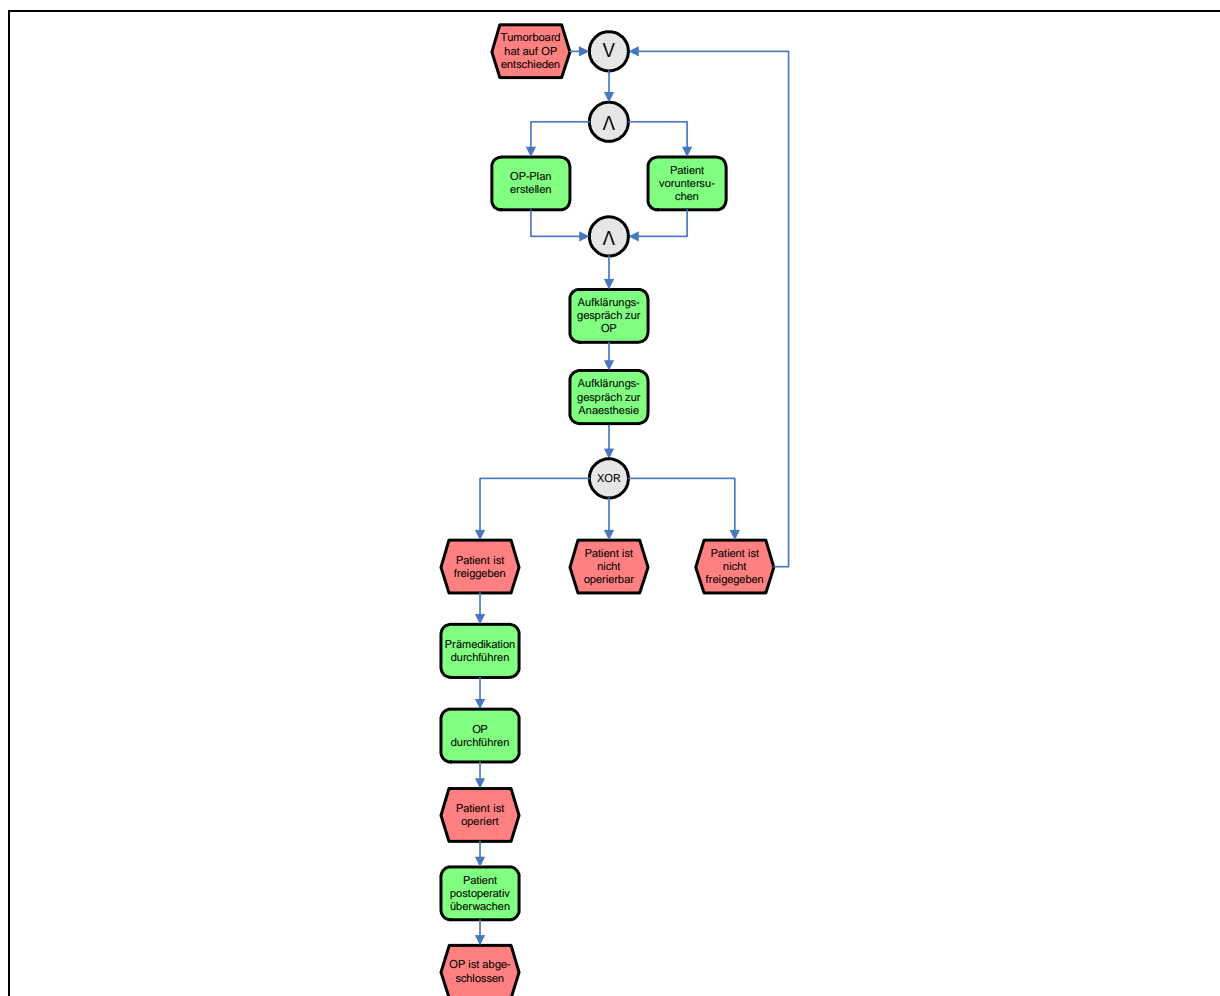 Tumorboard
hat auf OP
entschieden
V
Λ
OP-Plan
erstellen
Patient
voruntersu-
chen
Λ
Aufklärungs-
gespräch zur
OP
Aufklärungs-
gespräch zur
Anaesthesie
XOR
Patient ist
freiggeben
Patient ist
nicht
operierbar
Patient ist
nicht
freigegeben
Prämedikation
durchführen
OP
durchführen
Patient ist
operiert
Patient
postoperativ
überwachen
OP ist abge-
schlossen